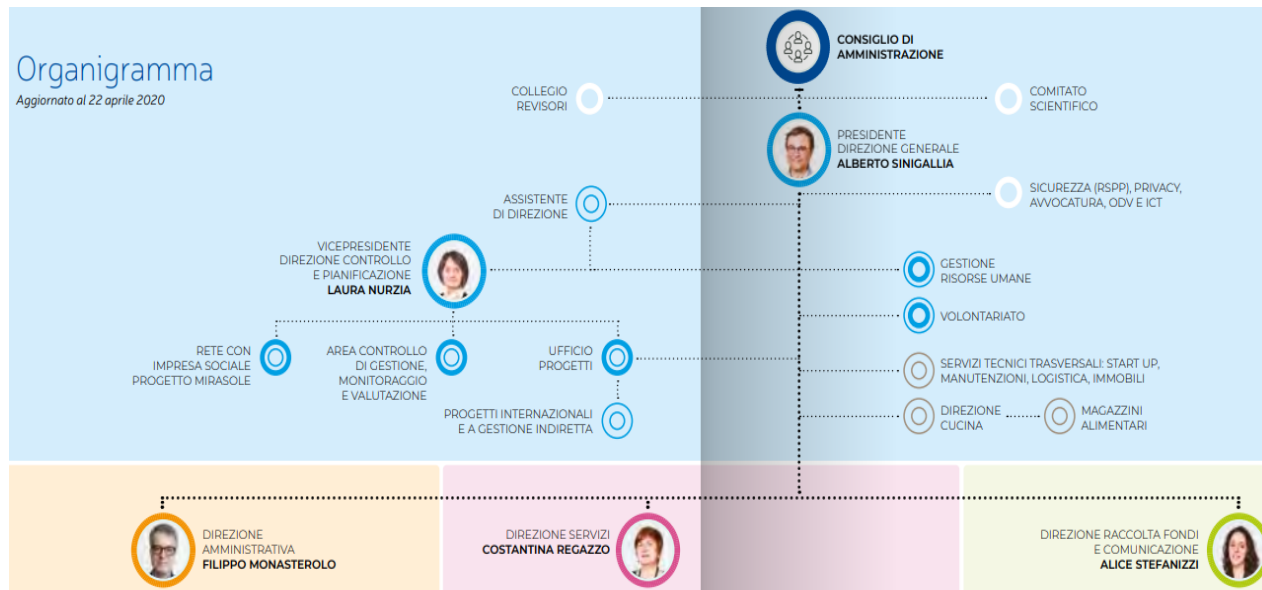 Organigramma
Aggiornato al 22 aprile 2020
CONSIGLIO DI
AMMINISTRAZIONE
COLLEGIO
REVISORI
COMITATO
SCIENTIFICO
PRESIDENTE
DIREZIONE GENERALE
ALBERTO SINIGALLIA
SICUREZZA (RSPP), PRIVACY,
AVVOCATURA, ODV E ICT
ASSISTENTE
DI DIREZIONE
VICEPRESIDENTE
DIREZIONE CONTROLLO
E PIANIFICAZIONE
LAURA NURZIA
GESTIONE
RISORSE UMANE
VOLONTARIATO
RETE CON
IMPRESA SOCIALE
PROGETTO MIRASOLE
AREA CONTROLLO
DI GESTIONE,
MONITORAGGIO
E VALUTAZIONE
UFFICIO
PROGETTI
SERVIZI TECNICI TRASVERSALI: START UP,
MANUTENZIONI, LOGISTICA, IMMOBILI
PROGETTI INTERNAZIONALI
E A GESTIONE INDIRETTA
DIREZIONE
CUCINA
MAGAZZINI
ALIMENTARI
DIREZIONE
AMMINISTRATIVA
FILIPPO MONASTEROLO
DIREZIONE SERVIZI
COSTANTINA REGAZZO
DIREZIONE RACCOLTA FONDI
E COMUNICAZIONE
ALICE STEFANIZZI